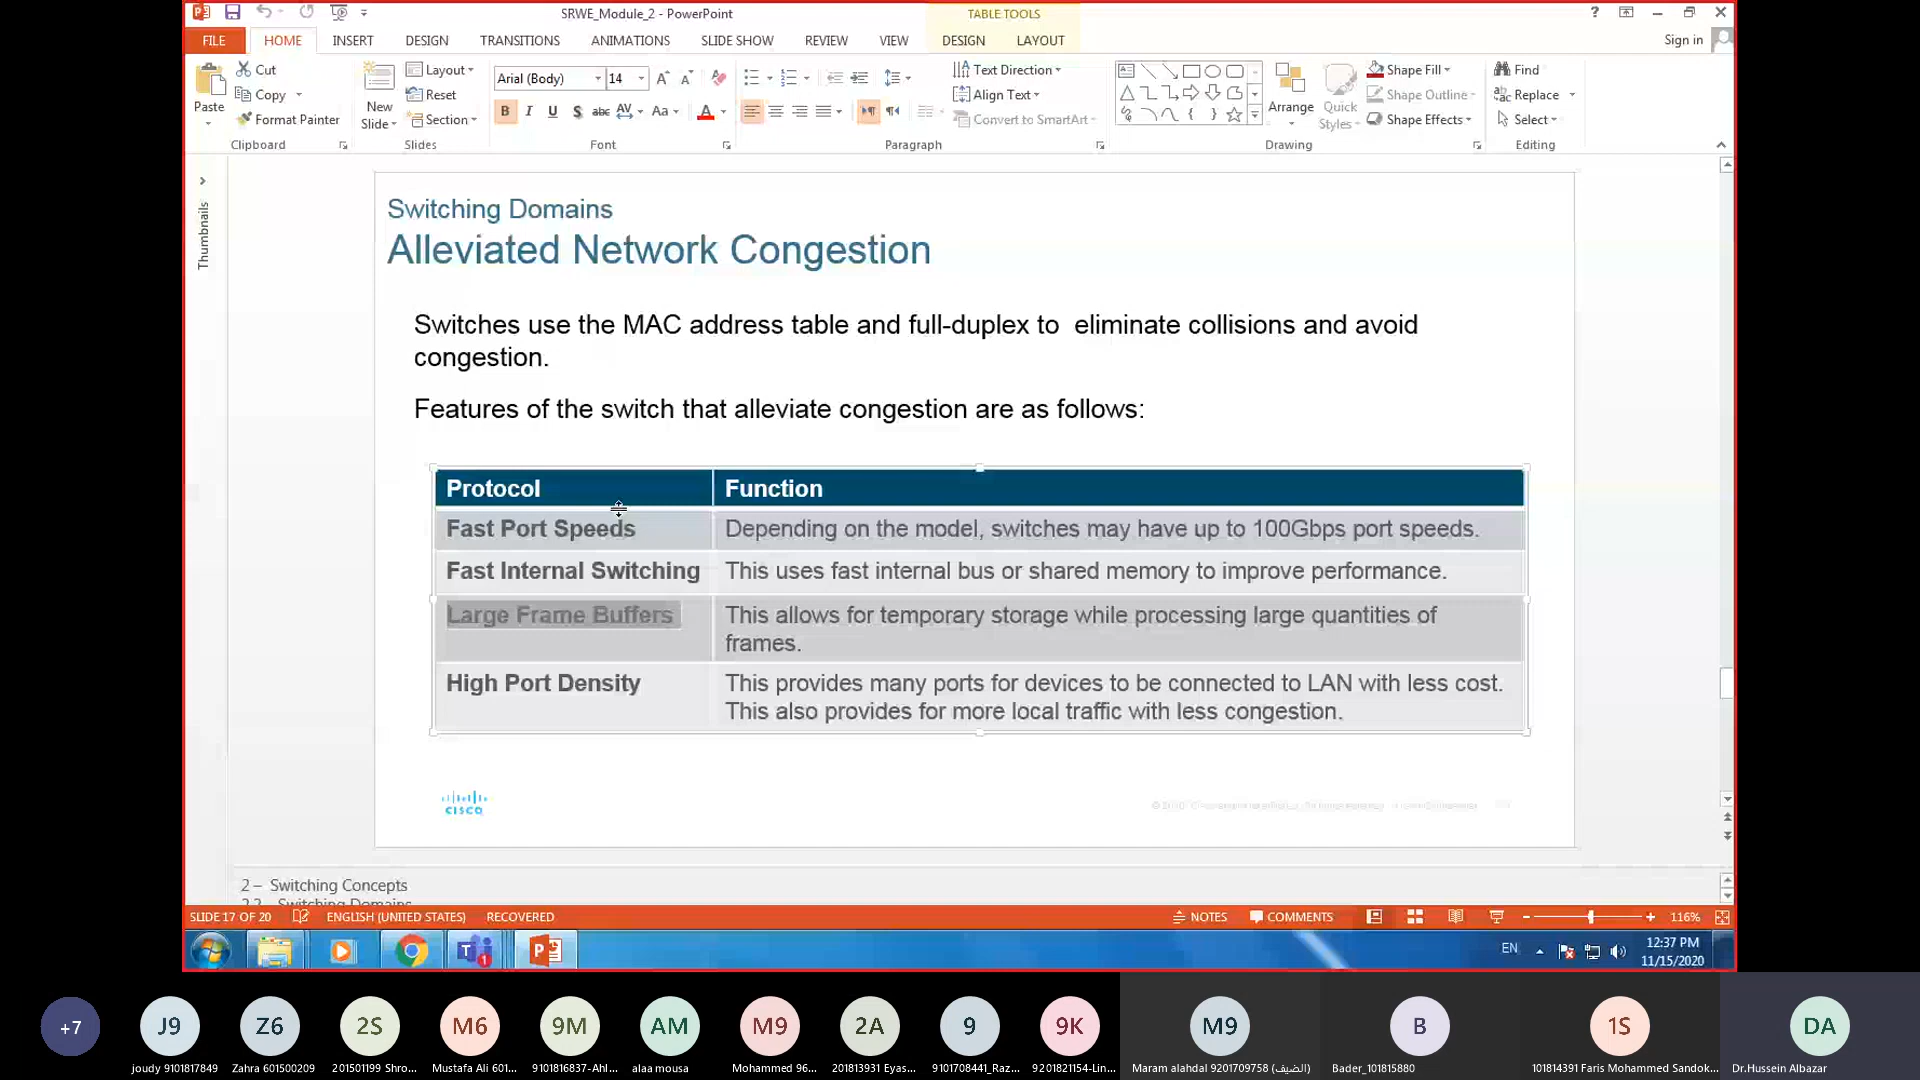 SRWE_Module_2 - PowerPoint
TABLE TOOLS
?
FILE HOME INSERT DESIGN TRANSITIONS ANIMATIONS SLIDE SHOW REVIEW VIEW DESIGN LAYOUT
Sign in
Paste
Cut
Copy
Format Painter
Clipboard
New
Slide
Layout
Reset
Section
Slides
Arial (Body) 14
B I U S abc AV Aa A
Font
Text Direction
Align Text
Convert to SmartArt
Paragraph
Arrange
Quick
Styles
Shape Fill
Shape Outline
Shape Effects
Drawing
Find
Replace
Select
Editing
Thumbnails
Switching Domains
Alleviated Network Congestion
Switches use the MAC address table and full-duplex to eliminate collisions and avoid
congestion.
Features of the switch that alleviate congestion are as follows:
Protocol Function
Fast Port Speeds Depending on the model, switches may have up to 100Gbps port speeds.
Fast Internal Switching This uses fast internal bus or shared memory to improve performance.
Large Frame Buffers This allows for temporary storage while processing large quantities of
frames.
High Port Density This provides many ports for devices to be connected to LAN with less cost.
This also provides for more local traffic with less congestion.
CISCO
2 – Switching Concepts
2.2 – Switching Domains
SLIDE 17 OF 20 ENGLISH (UNITED STATES) RECOVERED NOTES COMMENTS 116%
EN 12:37 PM
11/15/2020
+7 J9 Z6 2S M6 9M AM M9 2A 9 9K M9 B 1S DA
joudy 9101817849 Zahra 601500209 201501199 Shro... Mustafa Ali 601... 9101816837-Ahl... alaa mousa Mohammed 96... 201813931 Eyas... 9101708441_Raz... 9201821154-Lin... Maram alahdal 9201709758 (الضيف) Bader_101815880 101814391 Faris Mohammed Sandok... Dr.Hussein Albazar